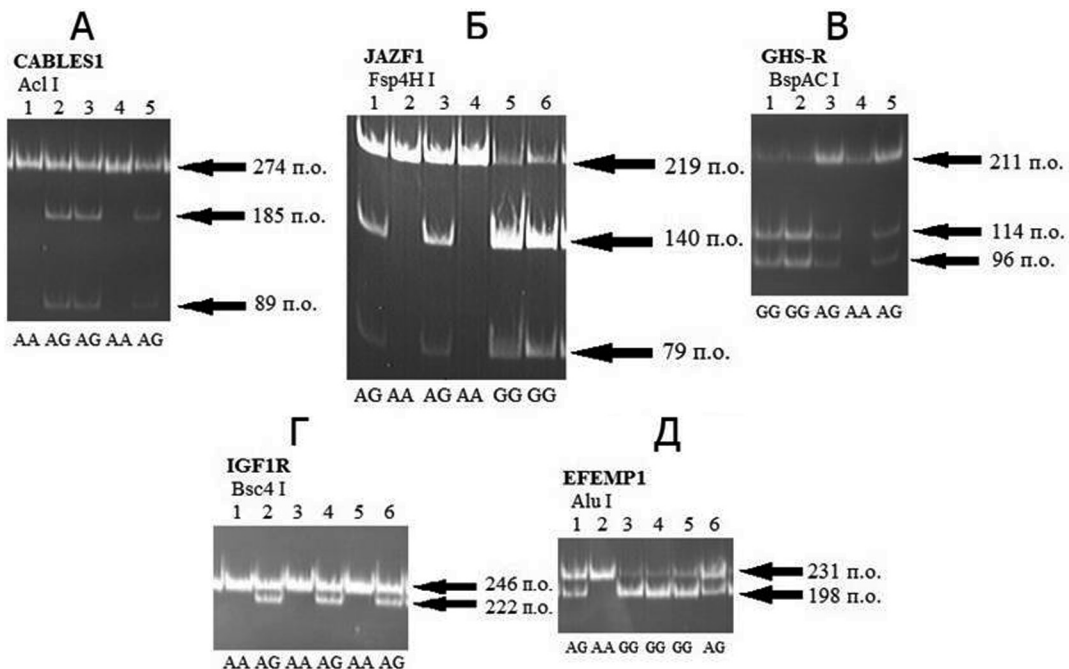 А
CABLES1
Acl I
1 2 3 4 5
274 п.о.
185 п.о.
89 п.о.
AA AG AG AA AG
Б
JAZF1
Fsp4H I
1 2 3 4 5 6
219 п.о.
140 п.о.
79 п.о.
AG AA AG AA GG GG
В
GHS-R
BspAC I
1 2 3 4 5
211 п.о.
114 п.о.
96 п.о.
GG GG AG AA AG
Г
IGF1R
Bsc4 I
1 2 3 4 5 6
246 п.о.
222 п.о.
AA AG AA AG AA AG
Д
EFEMP1
Alu I
1 2 3 4 5 6
231 п.о.
198 п.о.
AG AA GG GG GG AG